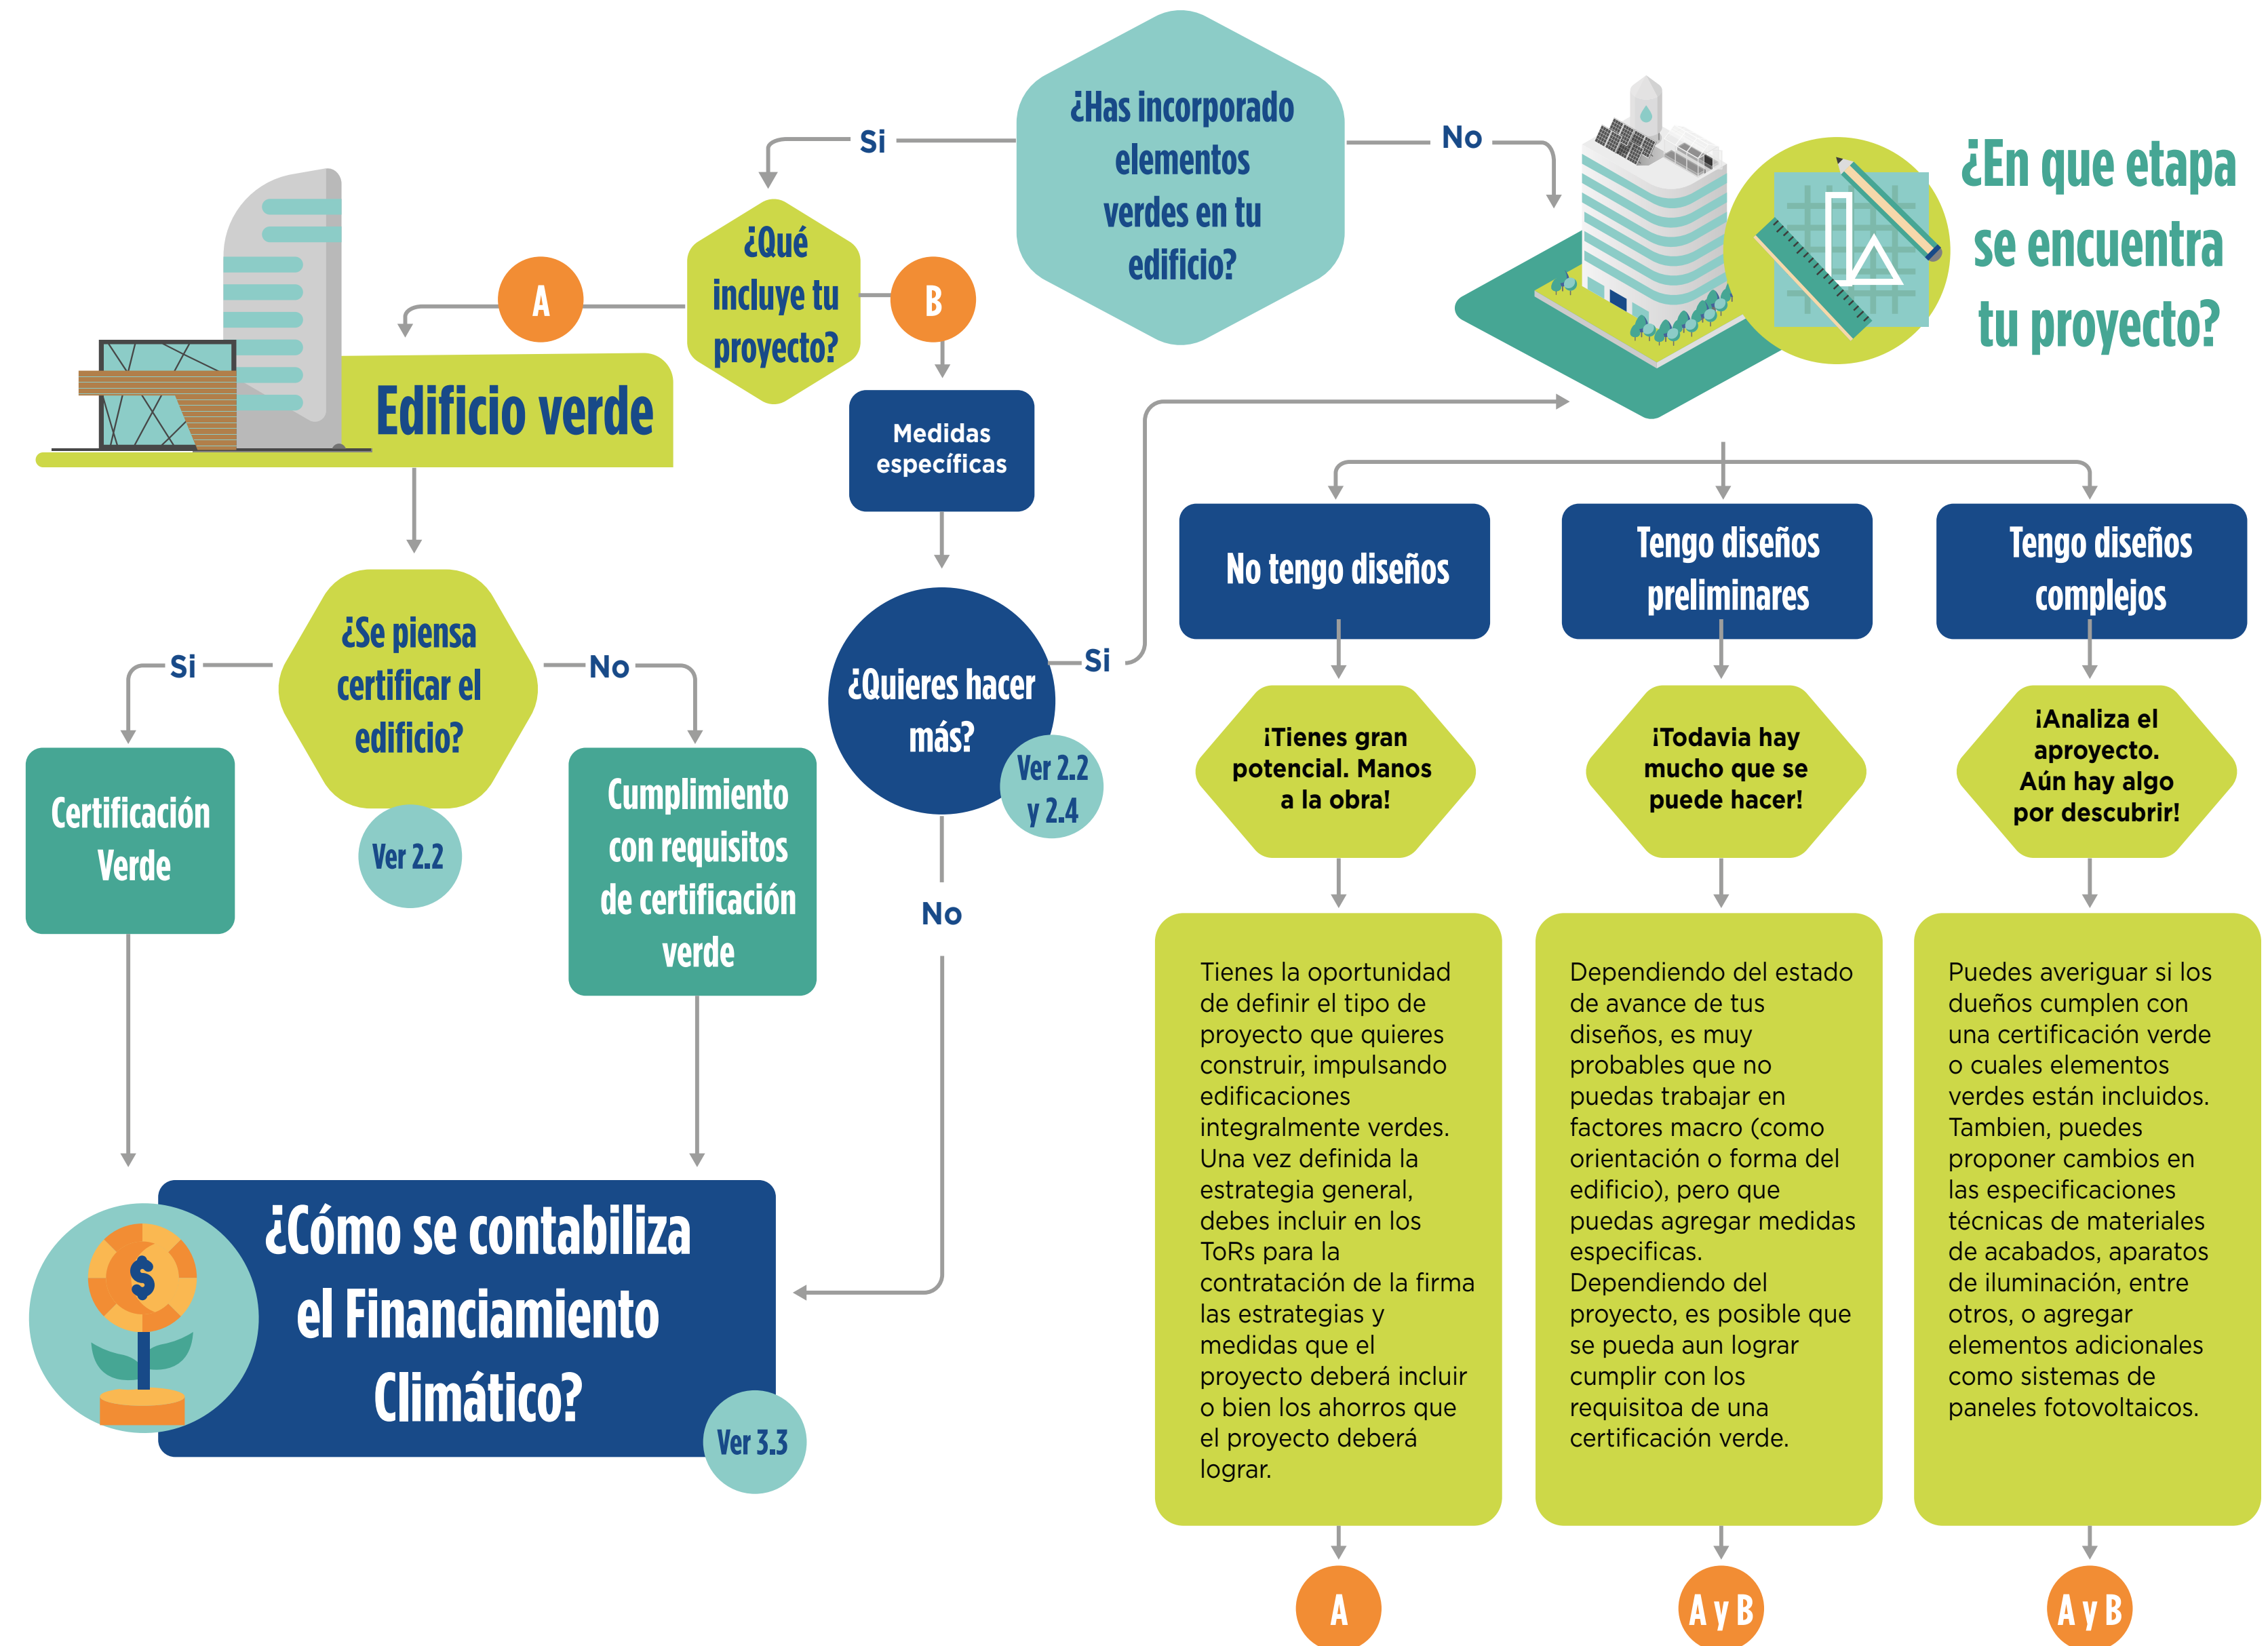 ¿Has incorporado
elementos
verdes en tu
edificio?
Si
No
¿En que etapa
se encuentra
tu proyecto?
¿Qué
incluye tu
proyecto?
A
B
Edificio verde
Medidas
específicas
¿Se piensa
certificar el
edificio?
Si
No
Ver 2.2
Certificación
Verde
Cumplimiento
con requisitos
de certificación
verde
¿Quieres hacer
más?
Ver 2.2
y 2.4
Si
No
¿Cómo se contabiliza
el Financiamiento
Climático?
$
Ver 3.3
No tengo diseños
¡Tienes gran
potencial. Manos
a la obra!
Tienes la oportunidad
de definir el tipo de
proyecto que quieres
construir, impulsando
edificaciones
integralmente verdes.
Una vez definida la
estrategia general,
debes incluir en los
ToRs para la
contratación de la firma
las estrategias y
medidas que el
proyecto deberá incluir
o bien los ahorros que
el proyecto deberá
lograr.
A
Tengo diseños
preliminares
¡Todavia hay
mucho que se
puede hacer!
Dependiendo del estado
de avance de tus
diseños, es muy
probables que no
puedas trabajar en
factores macro (como
orientación o forma del
edificio), pero que
puedas agregar medidas
especificas.
Dependiendo del
proyecto, es posible que
se pueda aun lograr
cumplir con los
requisitoa de una
certificación verde.
A y B
Tengo diseños
complejos
¡Analiza el
aproyecto.
Aún hay algo
por descubrir!
Puedes averiguar si los
dueños cumplen con
una certificación verde
o cuales elementos
verdes están incluidos.
Tambien, puedes
proponer cambios en
las especificaciones
técnicas de materiales
de acabados, aparatos
de iluminación, entre
otros, o agregar
elementos adicionales
como sistemas de
paneles fotovoltaicos.
A y B